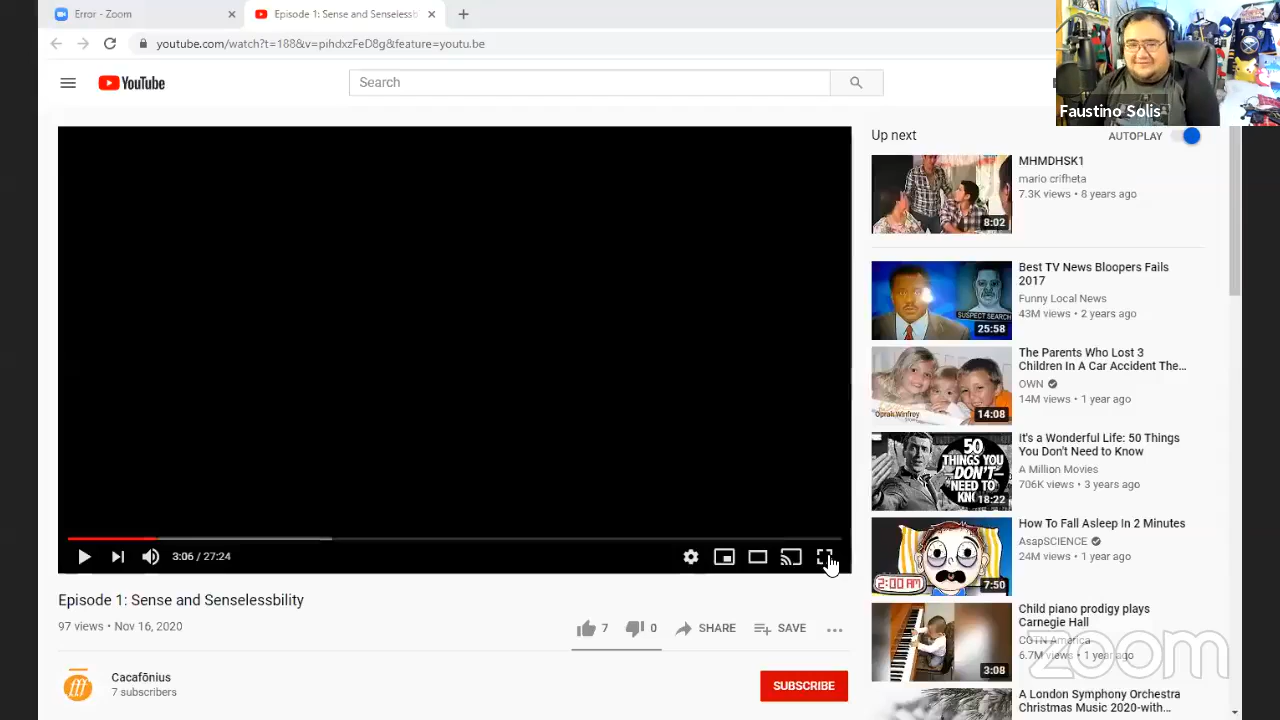 Error - Zoom
Episode 1: Sense and Senselessb
youtube.com/watch?t=188&v=pihdxzFeD8g&feature=youtu.be
YouTube
Search
Faustino Solis
Up next
AUTOPLAY
MHMDHSK1
mario crifheta
7.3K views • 8 years ago
8:02
Best TV News Bloopers Fails
2017
Funny Local News
43M views • 2 years ago
SUSPECT SEARCH
25:58
The Parents Who Lost 3
Children In A Car Accident The...
OWN
14M views • 1 year ago
Oprah Winfrey
14:08
It's a Wonderful Life: 50 Things
You Don't Need to Know
A Million Movies
706K views • 3 years ago
50
THINGS YOU
DON'T
NEED TO
18:22
How To Fall Asleep In 2 Minutes
AsapSCIENCE
24M views • 1 year ago
2:00 AM
7:50
Child piano prodigy plays
Carnegie Hall
CGTN America
6.7M views • 1 year ago
3:08
zoom
A London Symphony Orchestra
Christmas Music 2020-with...
3:06 / 27:24
Episode 1: Sense and Senselessbility
97 views • Nov 16, 2020
7
0
SHARE
SAVE
fff
Cacafōnius
7 subscribers
SUBSCRIBE